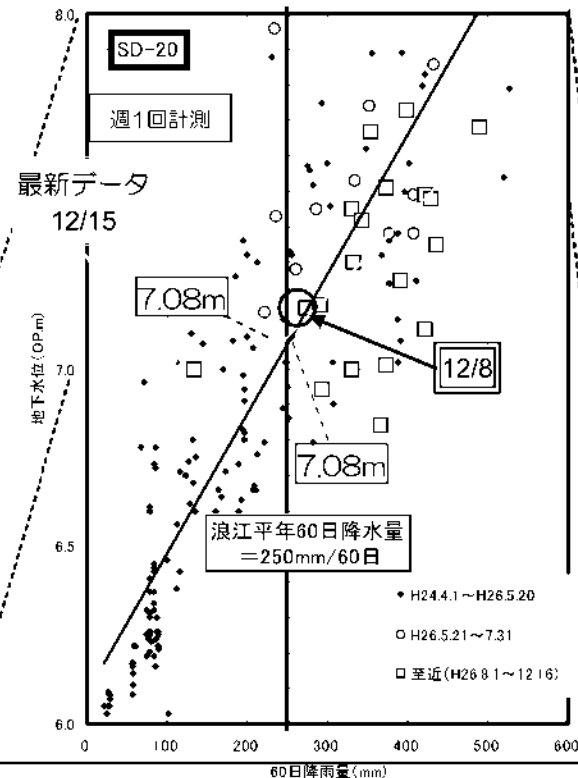 8.0
SD-20
週1回計測
最新データ
12/15
7.08m
地下水位(OP.m)
7.0
12/8
7.08m
6.5
浪江平年60日降水量
=250mm/60日
◆ H24.4.1~H26.5.20
○ H26.5.21~7.31
□ 至近(H26 8 1~12 16)
6.0
0 100 200 300 400 500 600
60日降雨量(mm)